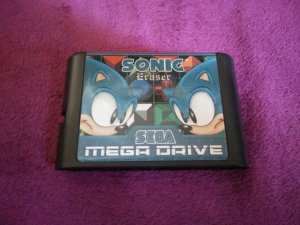 SONIC
Eraser
SEGA
MEGA DRIVE